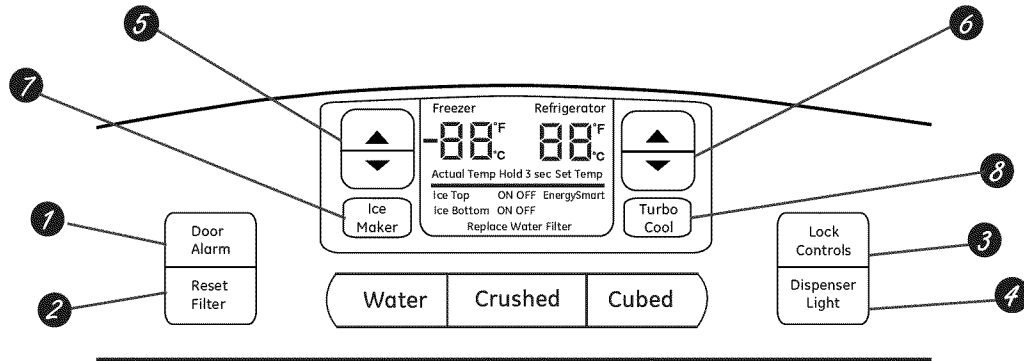 5
6
7
Freezer Refrigerator
-88°F °C 88°F °C
Actual Temp Hold 3 sec Set Temp
Ice Top ON OFF EnergySmart
Ice Bottom ON OFF
Replace Water Filter
Ice
Maker
Turbo
Cool
8
1
Door
Alarm
Reset
Filter
2
Lock
Controls
Dispenser
Light
3
4
Water Crushed Cubed